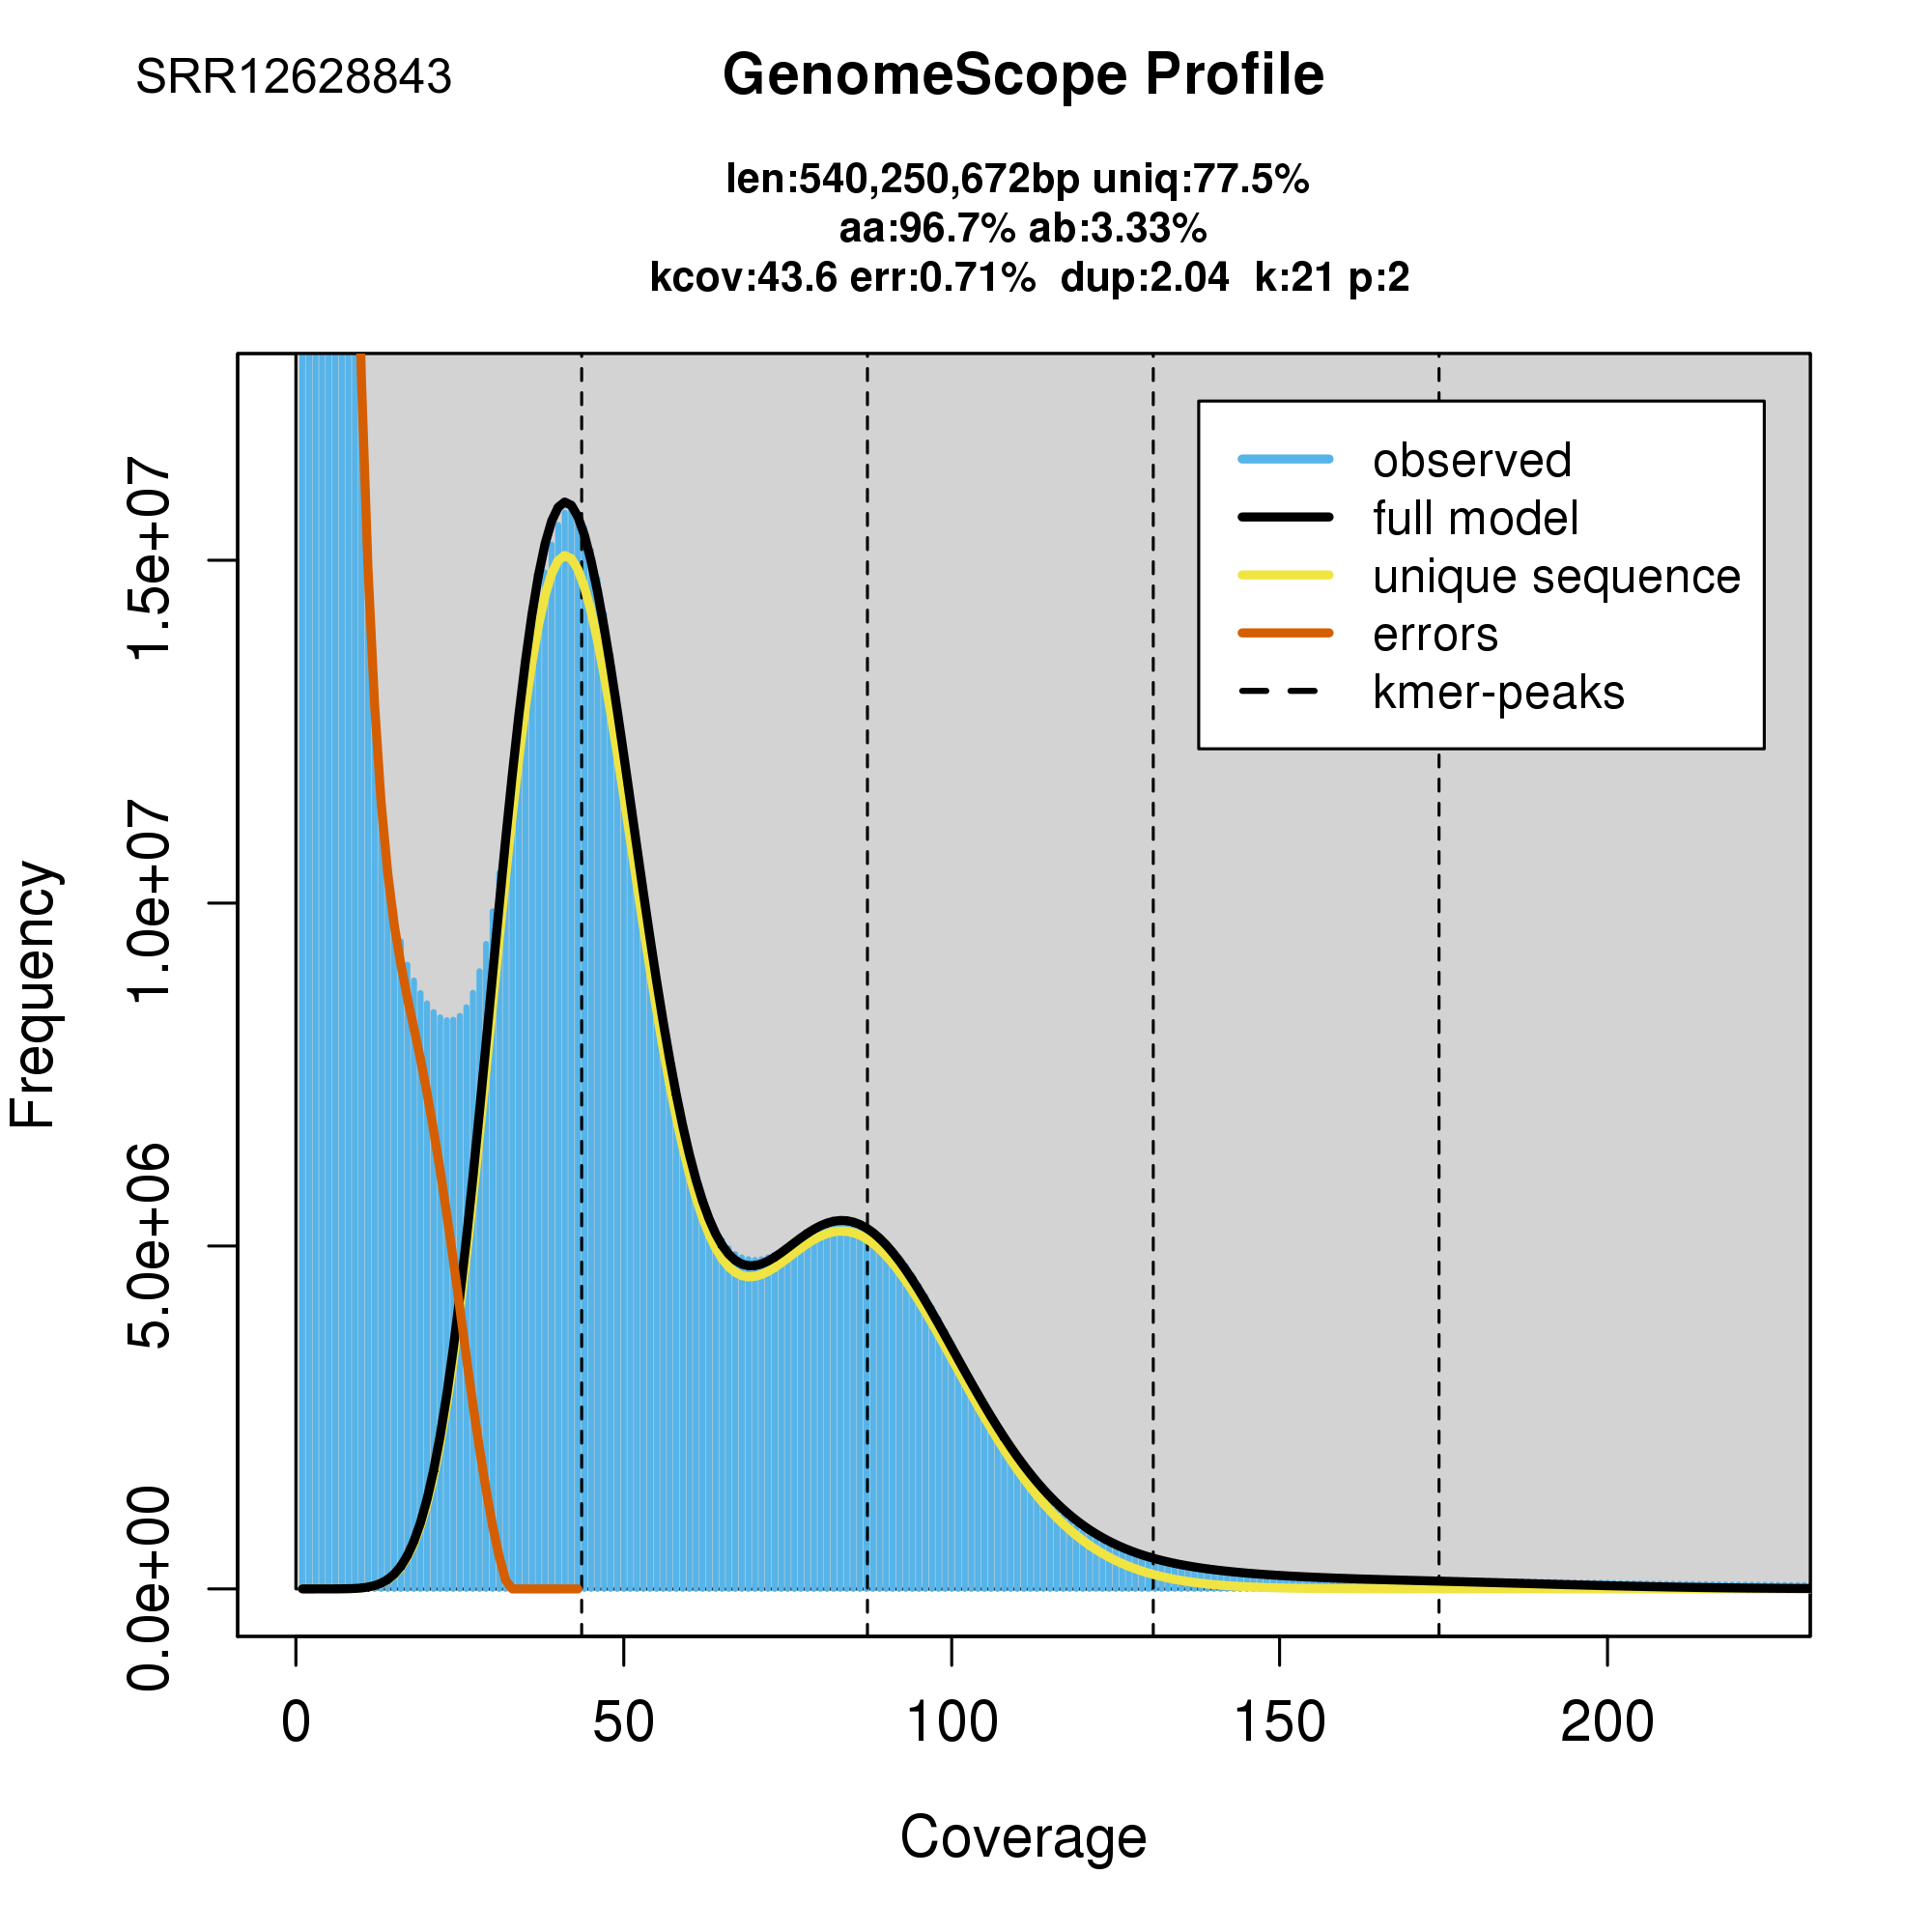 SRR12628843
GenomeScope Profile
len:540,250,672bp uniq:77.5%
aa:96.7% ab:3.33%
kcov:43.6 err:0.71%  dup:2.04  k:21 p:2
observed
full model
unique sequence
errors
kmer-peaks
Frequency
1.5e+07
1.0e+07
5.0e+06
0.0e+00
0 50 100 150 200
Coverage